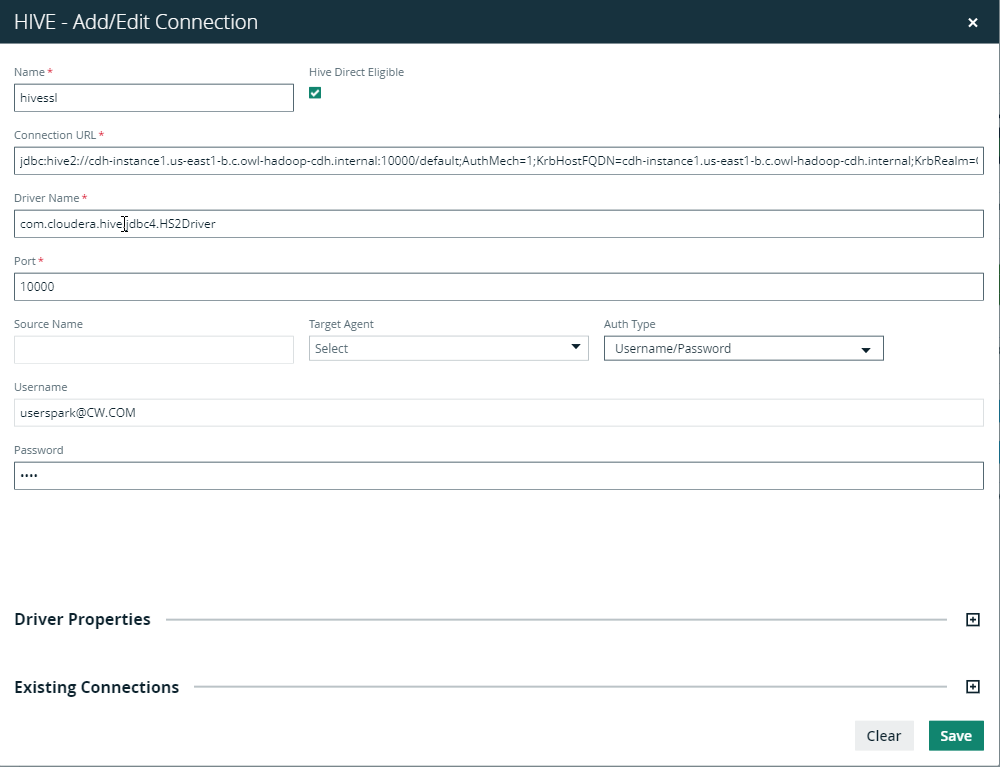 HIVE - Add/Edit Connection
Name *
Hive Direct Eligible
hivessl
Connection URL *
jdbc:hive2://cdh-instance1.us-east1-b.c.owl-hadoop-cdh.internal:10000/default;AuthMech=1;KrbHostFQDN=cdh-instance1.us-east1-b.c.owl-hadoop-cdh.internal;KrbRealm=
Driver Name *
com.cloudera.hive.jdbc4.HS2Driver
Port *
10000
Source Name
Target Agent
Auth Type
Select
Username/Password
Username
userspark@CW.COM
Password
••••
Driver Properties
Existing Connections
Clear
Save